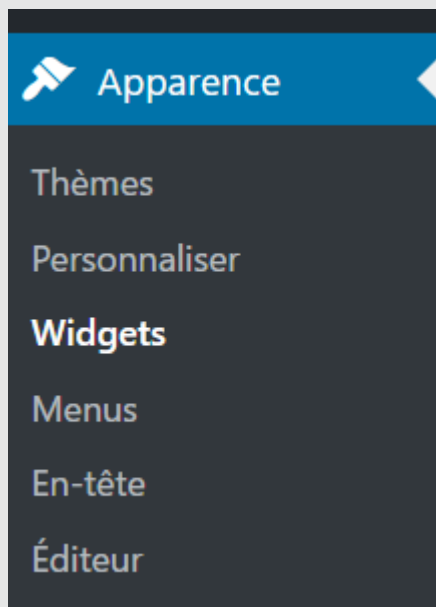 Apparence
Thèmes
Personnaliser
Widgets
Menus
En-tête
Éditeur